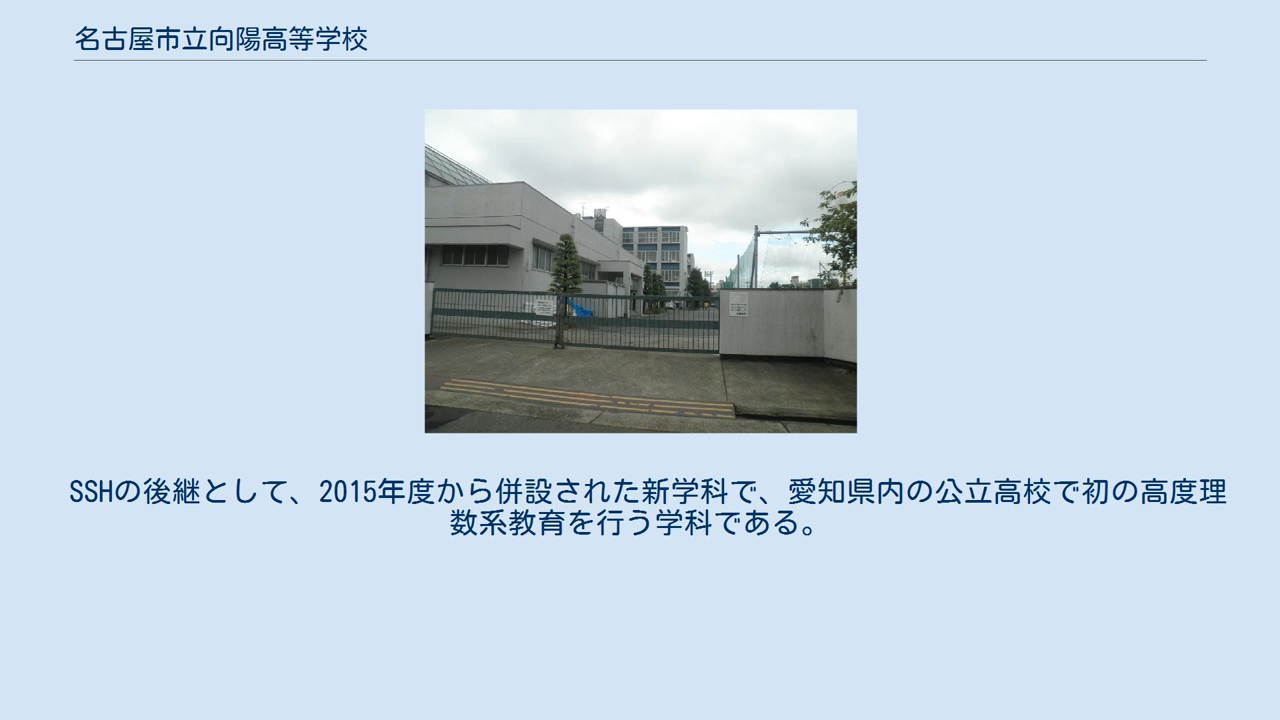 名古屋市立向陽高等学校
SSHの後継として、2015年度から併設された新学科で、愛知県内の公立高校で初の高度理
数系教育を行う学科である。